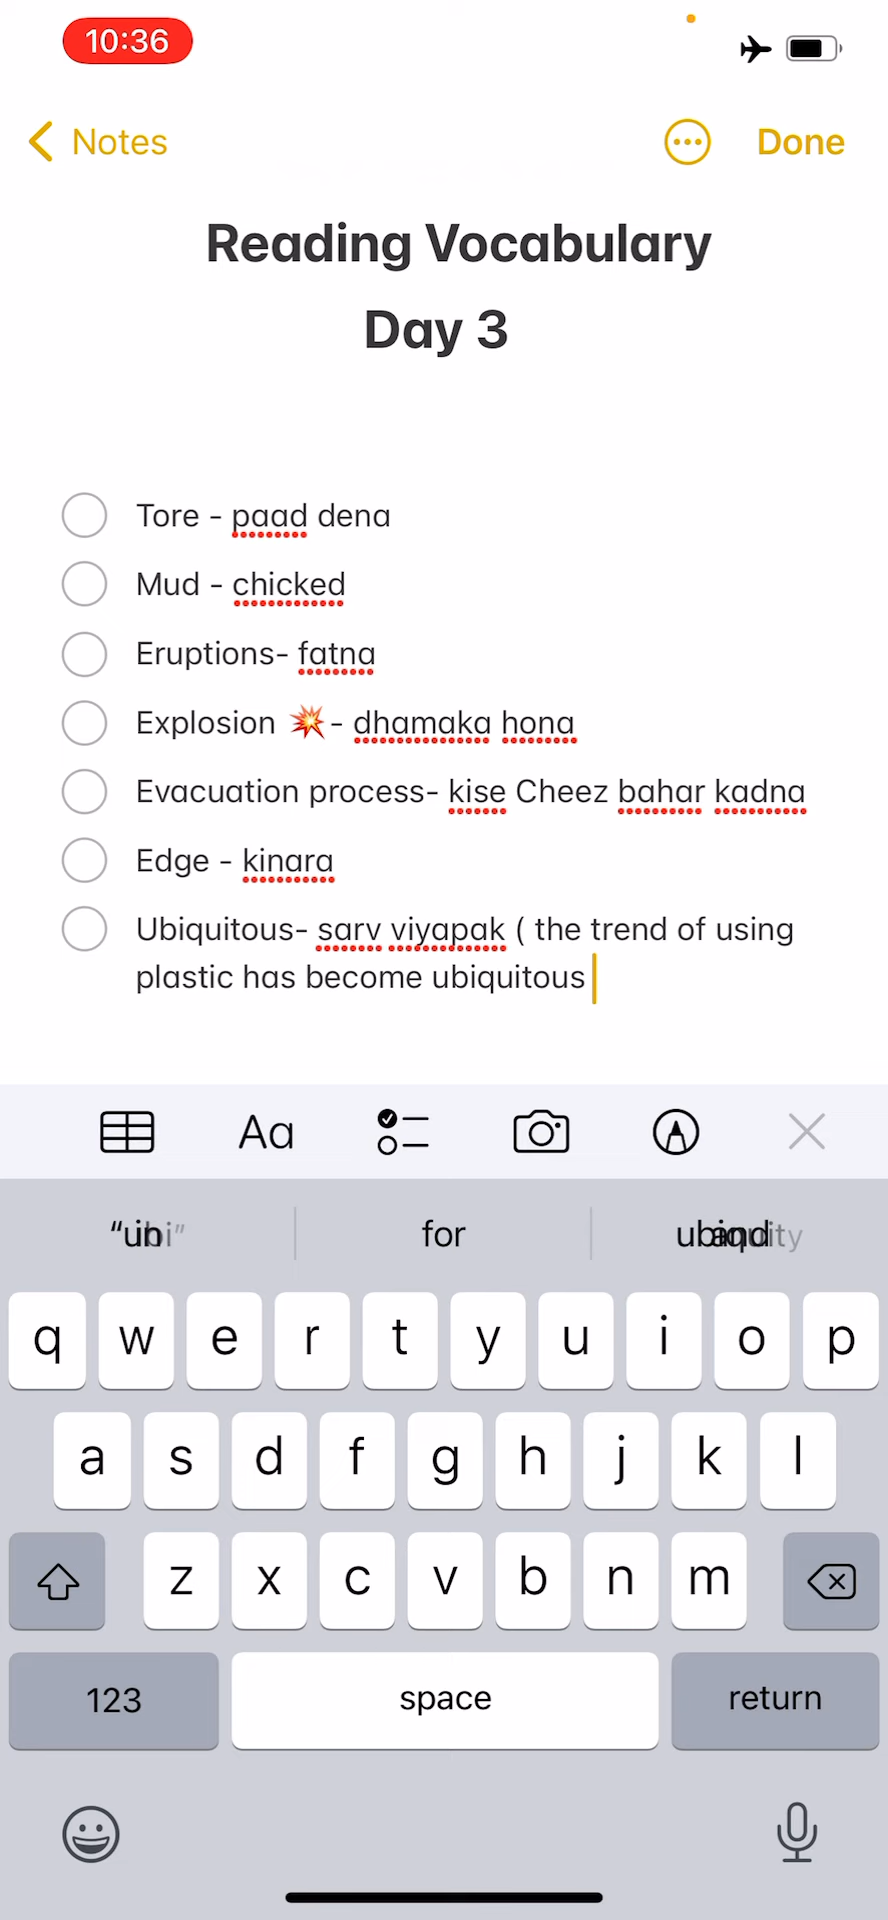 10:36
Notes
Done
Reading Vocabulary
Day 3
Tore - paad dena
Mud - chicked
Eruptions- fatna
Explosion 💥- dhamaka hona
Evacuation process- kise Cheez bahar kadna
Edge - kinara
Ubiquitous- sarv viyapak ( the trend of using
plastic has become ubiquitous
Aa
for
q w e r t y u i o p
a s d f g h j k l
z x c v b n m
123 space return